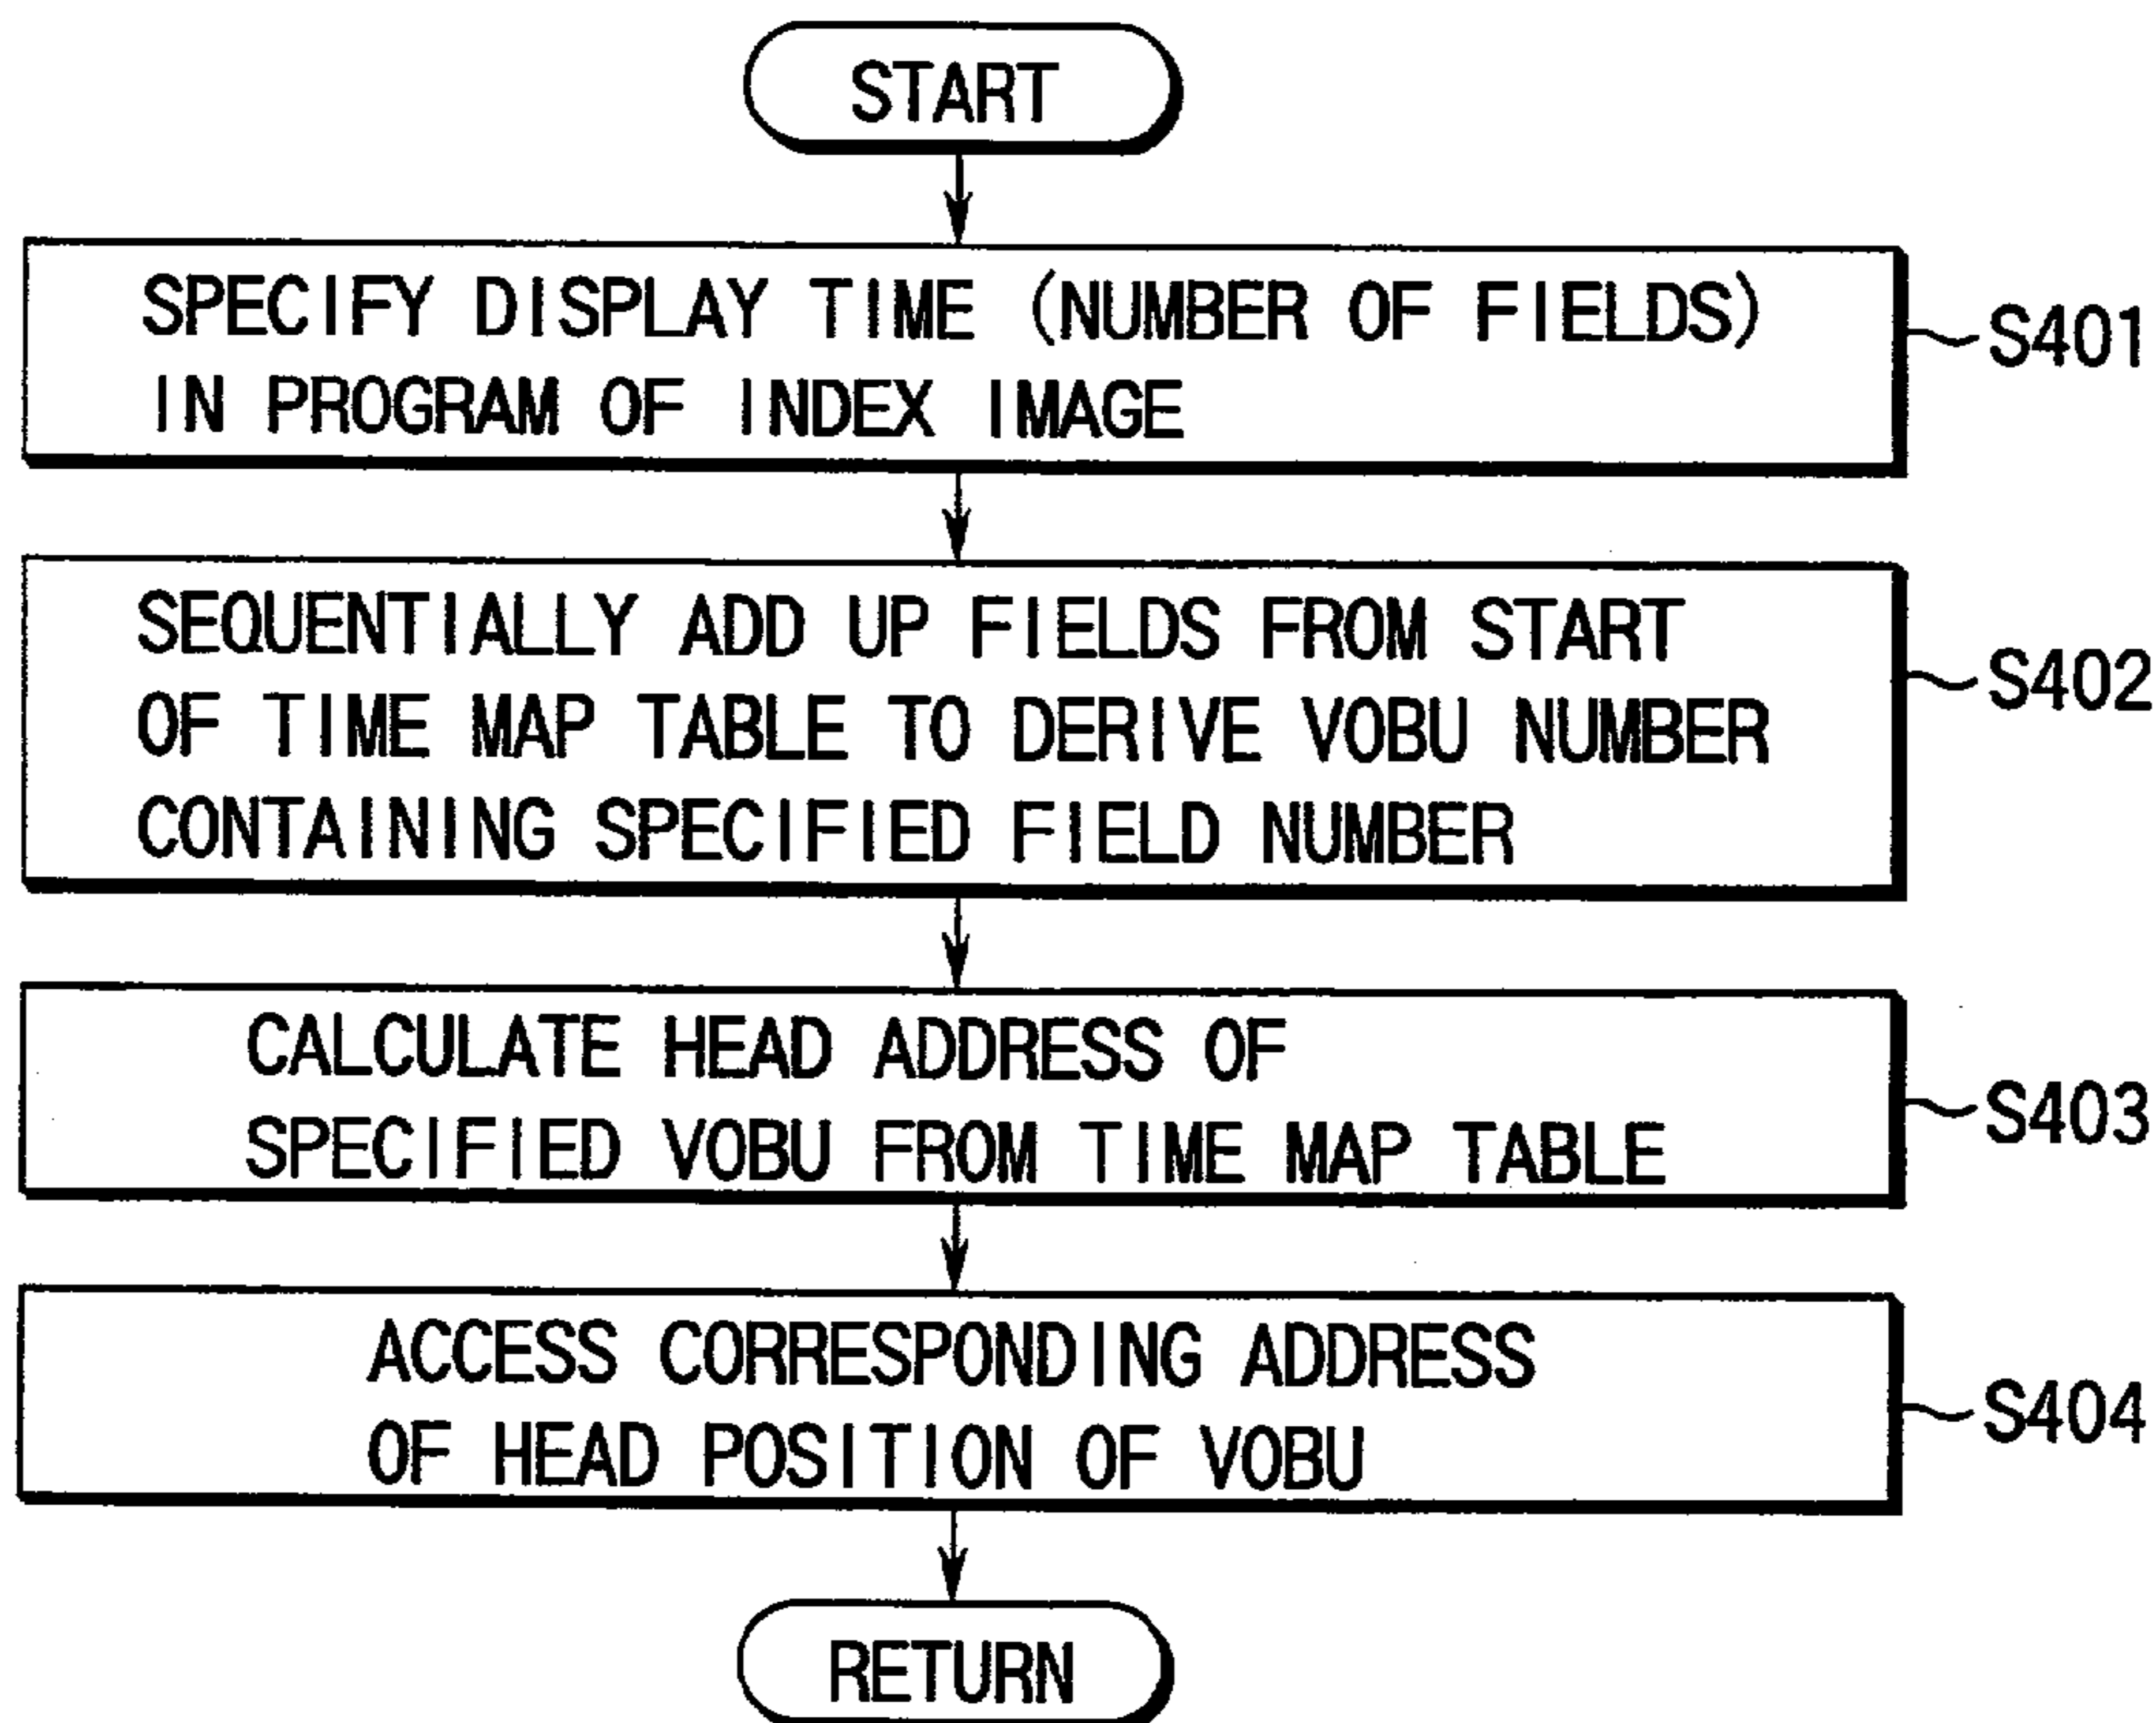 START
SPECIFY DISPLAY TIME (NUMBER OF FIELDS)
IN PROGRAM OF INDEX IMAGE
S401
SEQUENTIALLY ADD UP FIELDS FROM START
OF TIME MAP TABLE TO DERIVE VOBU NUMBER
CONTAINING SPECIFIED FIELD NUMBER
S402
CALCULATE HEAD ADDRESS OF
SPECIFIED VOBU FROM TIME MAP TABLE
S403
ACCESS CORRESPONDING ADDRESS
OF HEAD POSITION OF VOBU
S404
RETURN